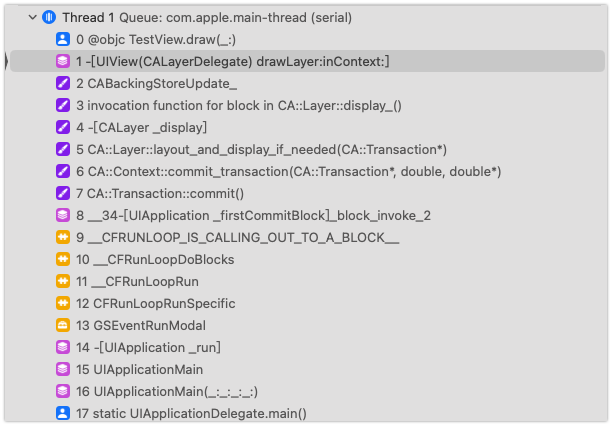 Thread 1 Queue: com.apple.main-thread (serial)
0 @objc TestView.draw(_:)
1 -[UIView(CALayerDelegate) drawLayer:inContext:]
2 CABackingStoreUpdate_
3 invocation function for block in CA::Layer::display_()
4 -[CALayer _display]
5 CA::Layer::layout_and_display_if_needed(CA::Transaction*)
6 CA::Context::commit_transaction(CA::Transaction*, double, double*)
7 CA::Transaction::commit()
8 __34-[UIApplication _firstCommitBlock]_block_invoke_2
9 __CFRUNLOOP_IS_CALLING_OUT_TO_A_BLOCK__
10 __CFRunLoopDoBlocks
11 __CFRunLoopRun
12 CFRunLoopRunSpecific
13 GSEventRunModal
14 -[UIApplication _run]
15 UIApplicationMain
16 UIApplicationMain(_:_:_:_:)
17 static UIApplicationDelegate.main()